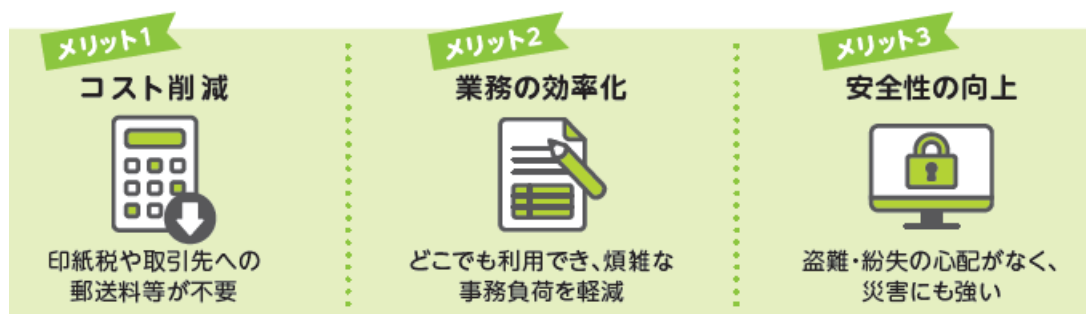 メリット1
コスト削減
印紙税や取引先への
郵送料等が不要
メリット2
業務の効率化
どこでも利用でき、煩雑な
事務負荷を軽減
メリット3
安全性の向上
盗難・紛失の心配がなく、
災害にも強い